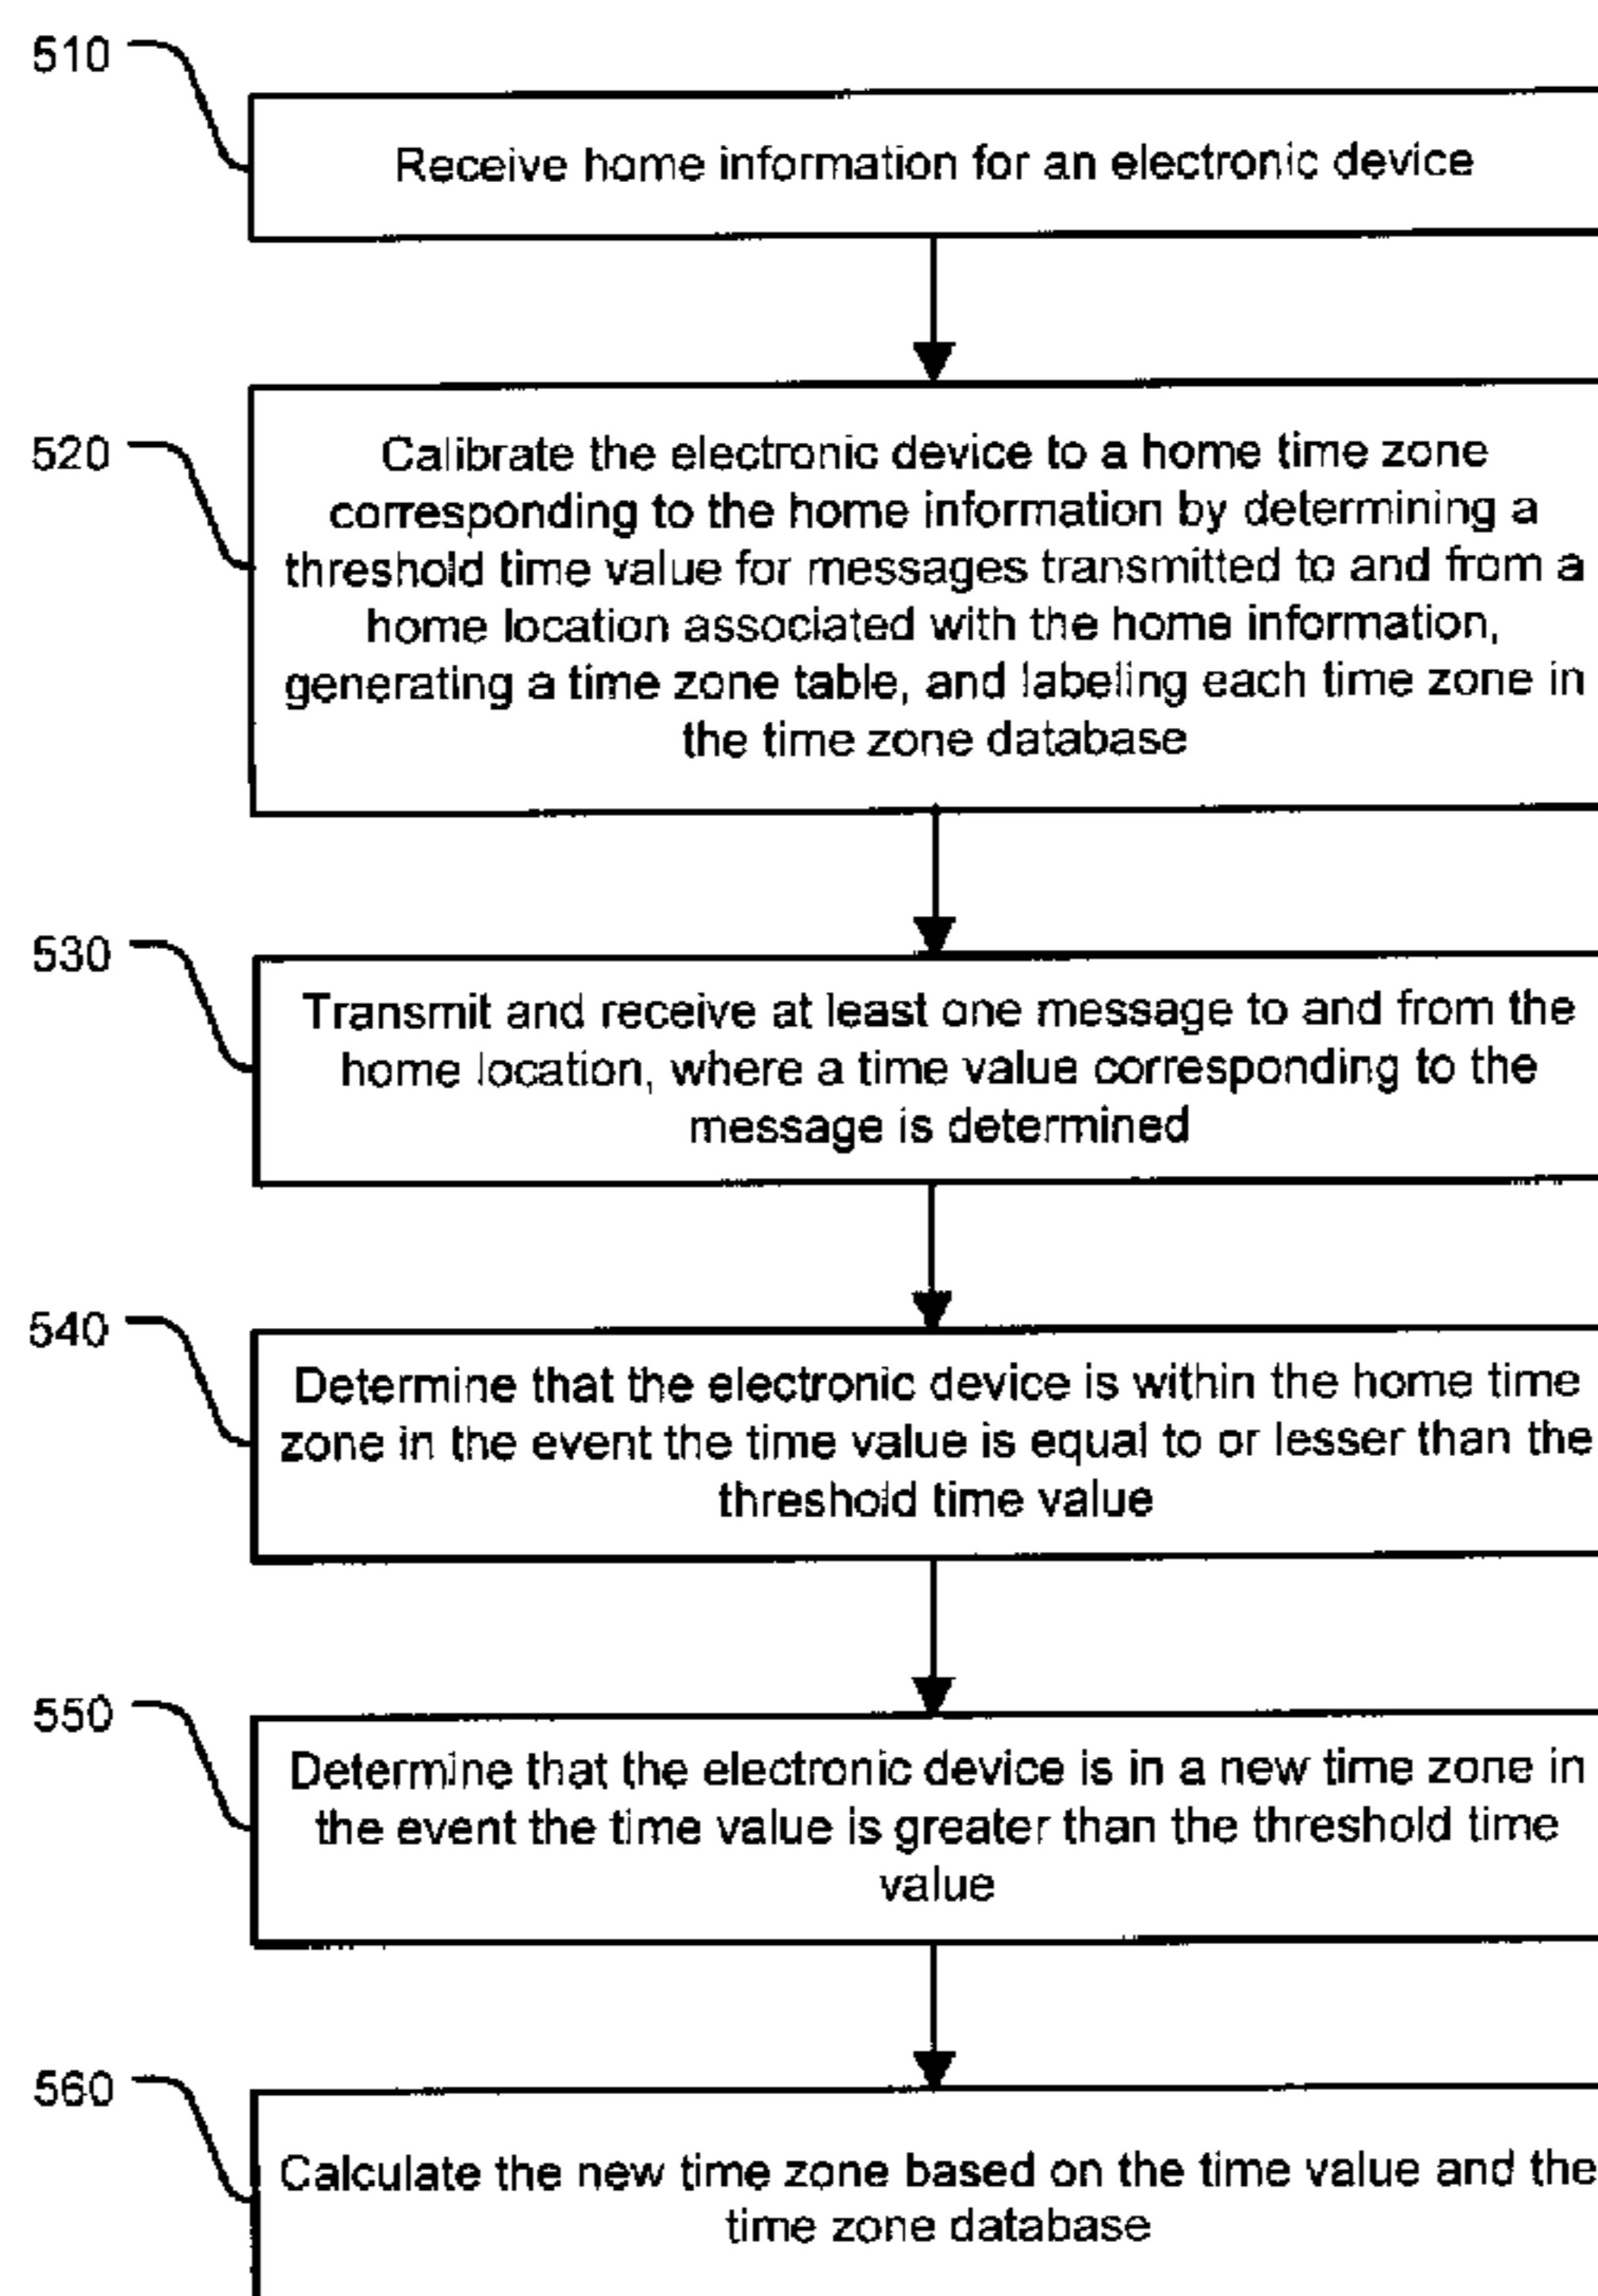 510
Receive home information for an electronic device
520
Calibrate the electronic device to a home time zone
corresponding to the home information by determining a
threshold time value for messages transmitted to and from a
home location associated with the home information,
generating a time zone table, and labeling each time zone in
the time zone database
530
Transmit and receive at least one message to and from the
home location, where a time value corresponding to the
message is determined
540
Determine that the electronic device is within the home time
zone in the event the time value is equal to or lesser than the
threshold time value
550
Determine that the electronic device is in a new time zone in
the event the time value is greater than the threshold time
value
560
Calculate the new time zone based on the time value and the
time zone database